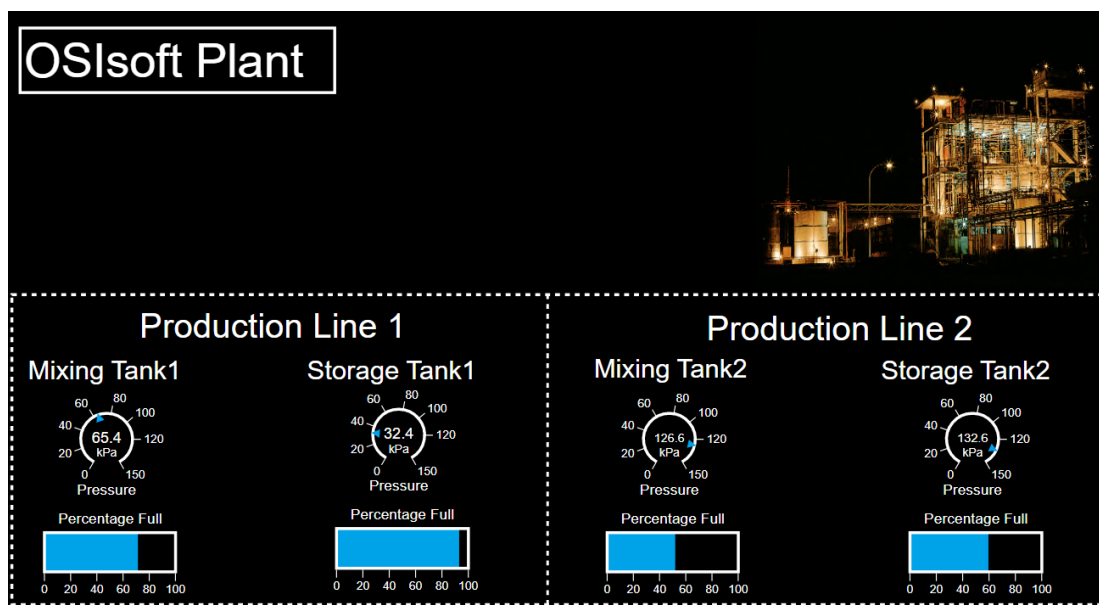 OSIsoft Plant
Production Line 1
Mixing Tank1
0 20 40 60 80 100 120 150
65.4
kPa
Pressure
Percentage Full
0 20 40 60 80 100
Storage Tank1
0 20 40 60 80 100 120 150
32.4
kPa
Pressure
Percentage Full
0 20 40 60 80 100
Production Line 2
Mixing Tank2
0 20 40 60 80 100 120 150
126.6
kPa
Pressure
Percentage Full
0 20 40 60 80 100
Storage Tank2
0 20 40 60 80 100 120 150
132.6
kPa
Pressure
Percentage Full
0 20 40 60 80 100